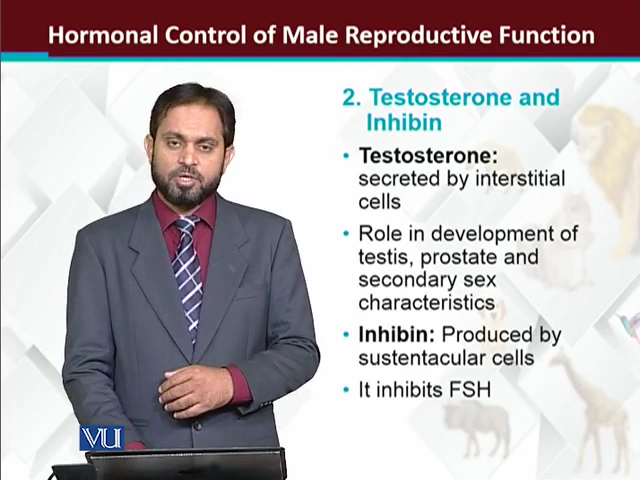 Hormonal Control of Male Reproductive Function
2. Testosterone and
Inhibin
• Testosterone:
secreted by interstitial
cells
• Role in development of
testis, prostate and
secondary sex
characteristics
• Inhibin: Produced by
sustentacular cells
• It inhibits FSH
VU